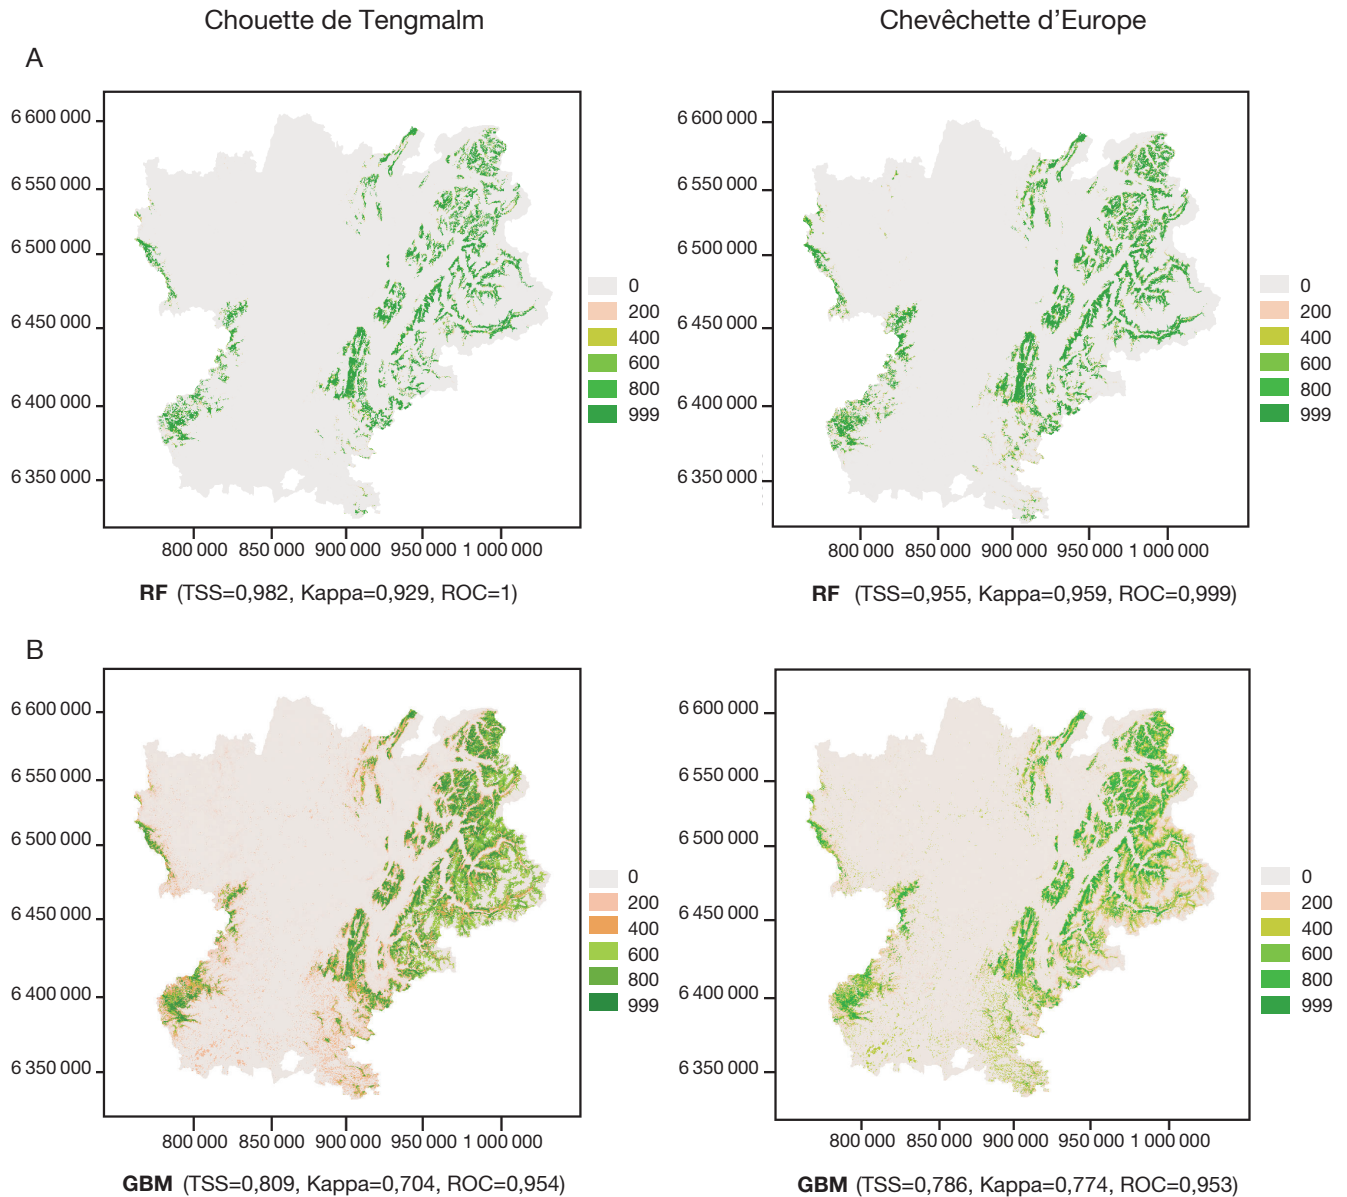 Chouette de Tengmalm
Chevêchette d'Europe
A
6 600 000
6 550 000
6 500 000
6 450 000
6 400 000
6 350 000
800 000 850 000 900 000 950 000 1 000 000
0
200
400
600
800
999
RF (TSS=0,982, Kappa=0,929, ROC=1)
6 600 000
6 550 000
6 500 000
6 450 000
6 400 000
6 350 000
800 000 850 000 900 000 950 000 1 000 000
0
200
400
600
800
999
RF (TSS=0,955, Kappa=0,959, ROC=0,999)
B
6 600 000
6 550 000
6 500 000
6 450 000
6 400 000
6 350 000
800 000 850 000 900 000 950 000 1 000 000
0
200
400
600
800
999
GBM (TSS=0,809, Kappa=0,704, ROC=0,954)
6 600 000
6 550 000
6 500 000
6 450 000
6 400 000
6 350 000
800 000 850 000 900 000 950 000 1 000 000
0
200
400
600
800
999
GBM (TSS=0,786, Kappa=0,774, ROC=0,953)